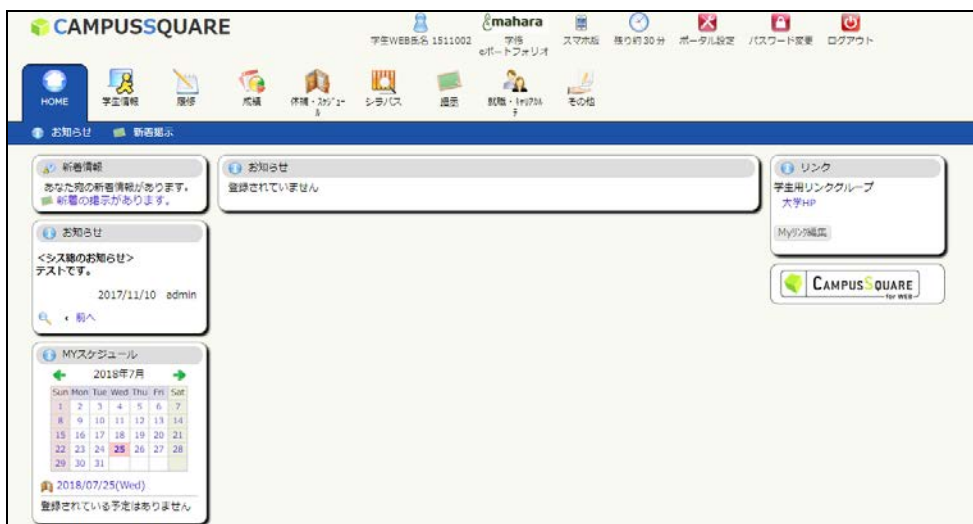 CAMPUSSQUARE
学生WEB氏名 1511002
mahara
学修
eポートフォリオ
スマホ版
残り約30分
ポータル設定
パスワード変更
ログアウト
HOME
学生情報
履修
成績
休補・スケジュール
シラバス
掲示
就職・キャリアカルテ
その他
お知らせ 新着掲示
新着情報
あなた宛の新着情報があります。
新着の掲示があります。
お知らせ
<シス綿のお知らせ>
テストです。
2017/11/10 admin
前へ
MYスケジュール
2018年7月
Sun Mon Tue Wed Thu Fri Sat
1 2 3 4 5 6 7
8 9 10 11 12 13 14
15 16 17 18 19 20 21
22 23 24 25 26 27 28
29 30 31
2018/07/25(Wed)
登録されている予定はありません
お知らせ
登録されていません
リンク
学生用リンクグループ
大学HP
Myリンク編集
CAMPUSSQUARE
for WEB